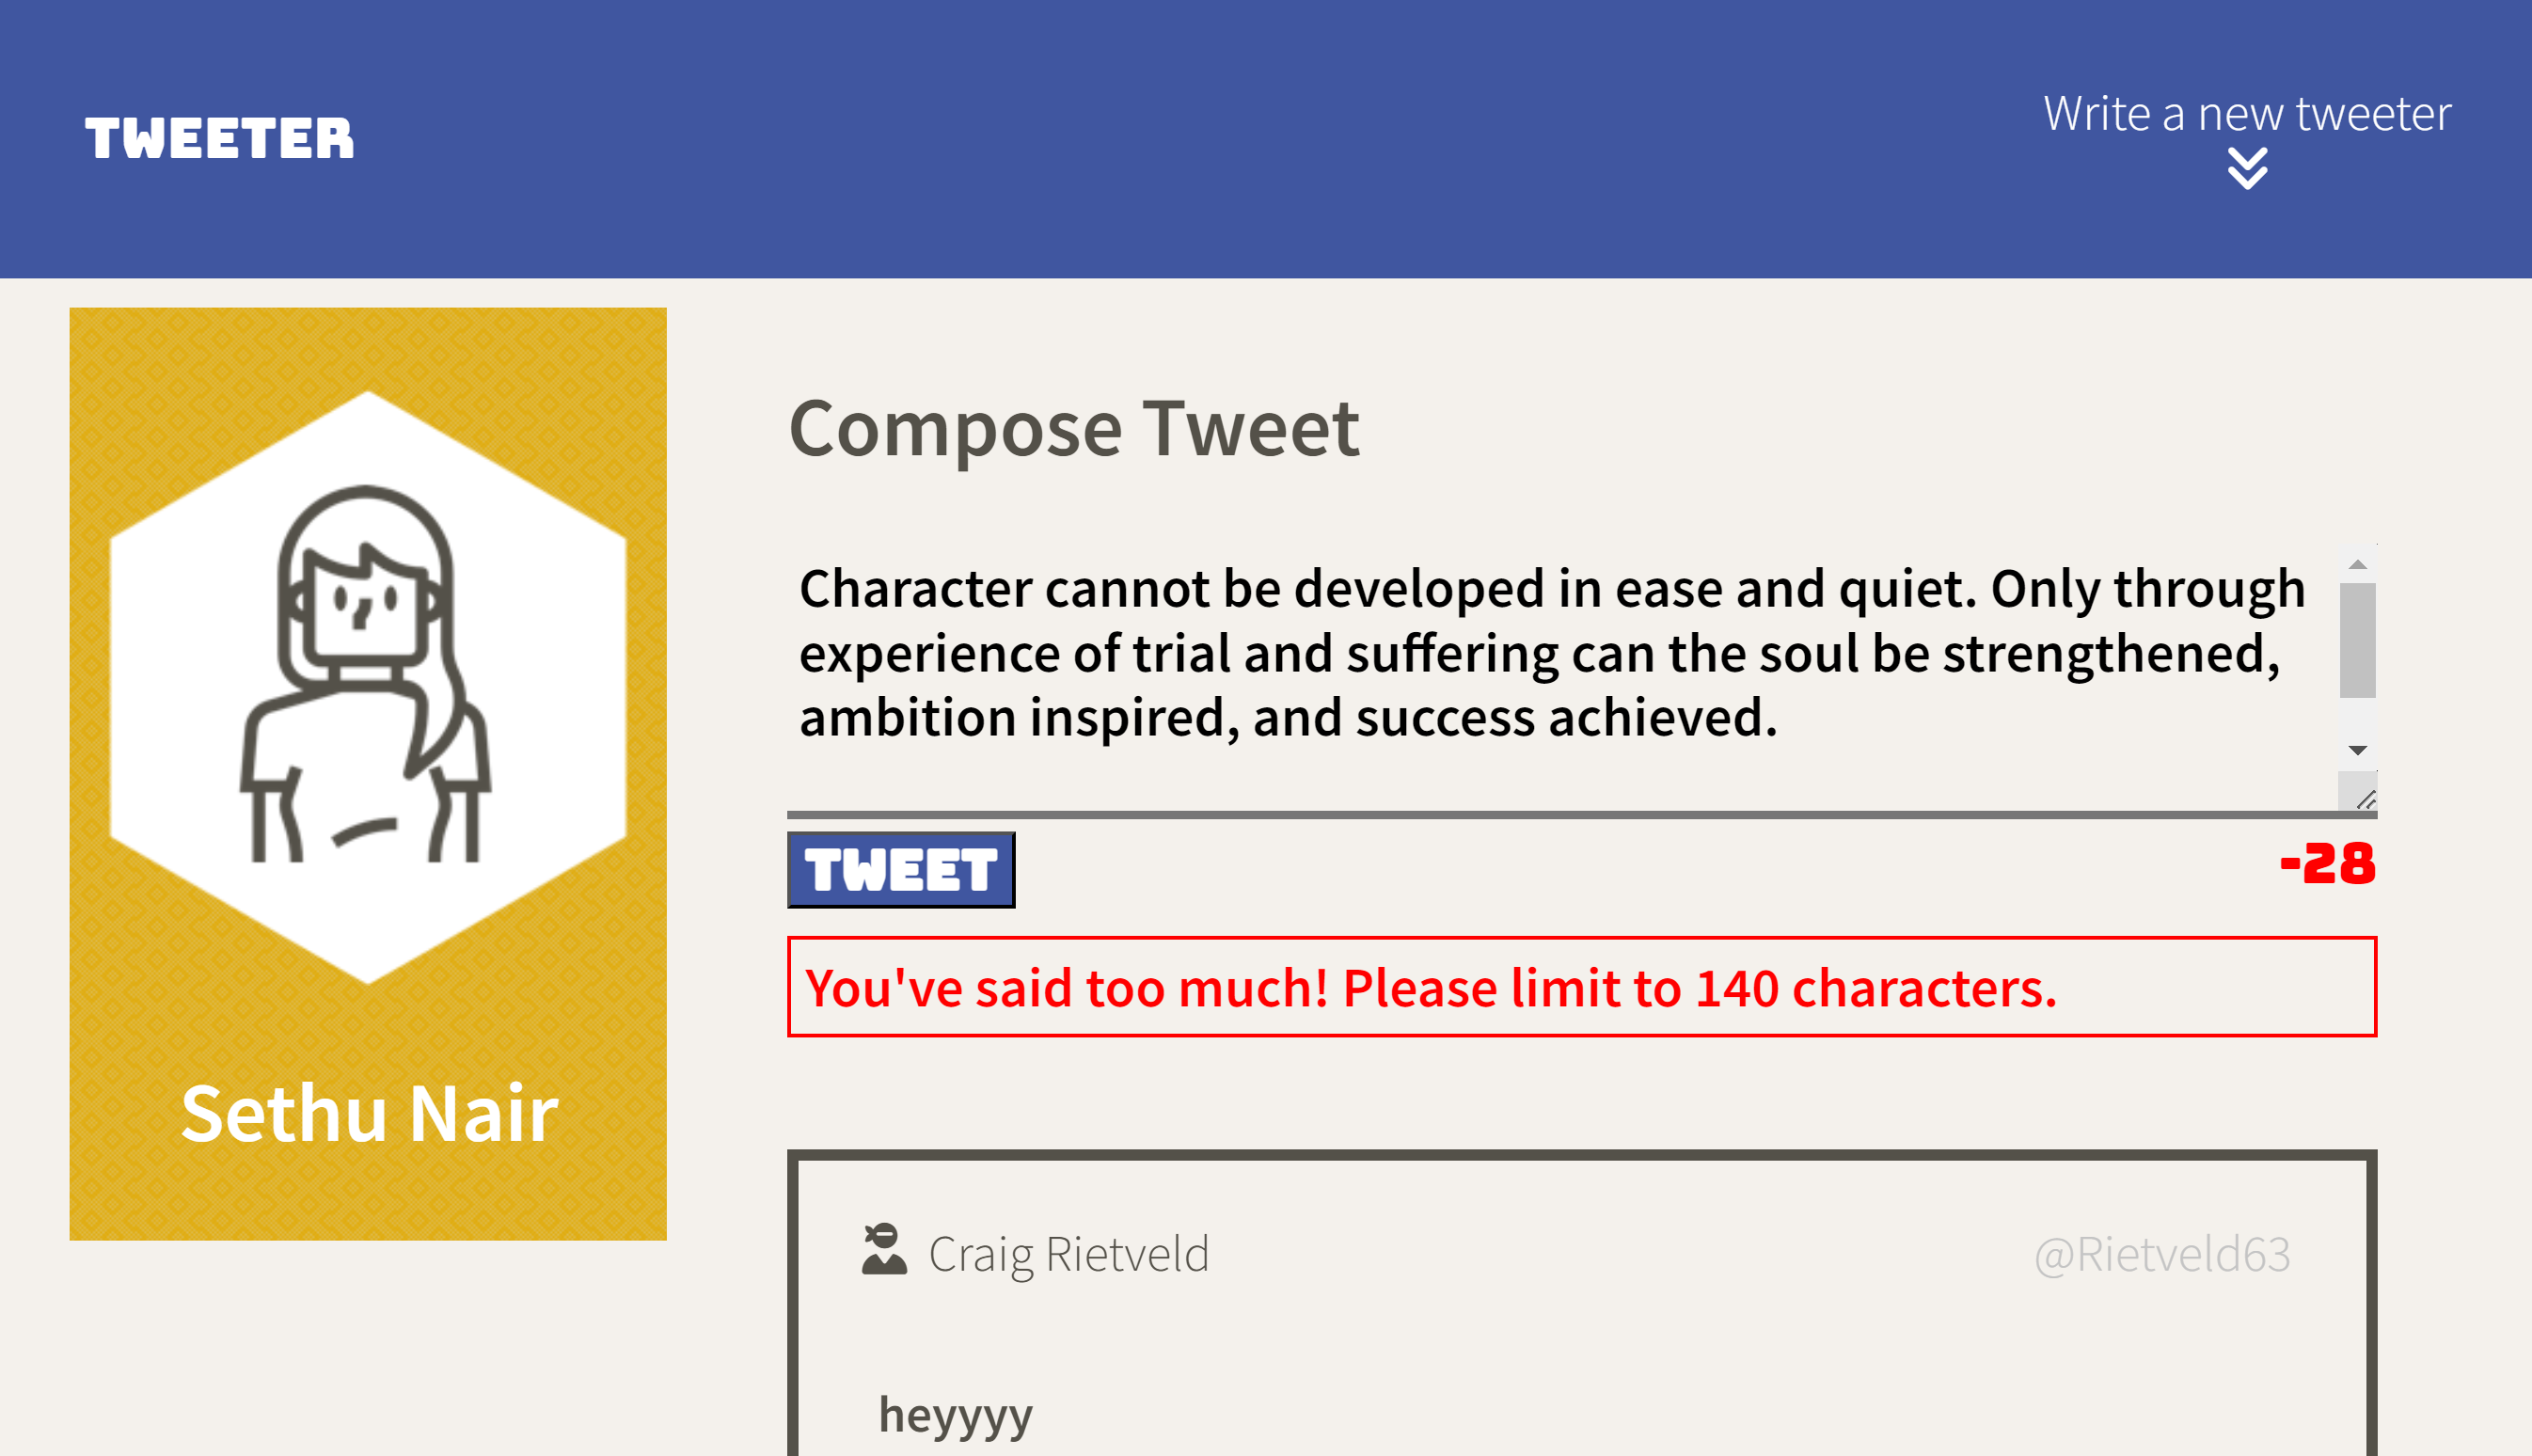 TWEETER
Write a new tweeter
Sethu Nair
Compose Tweet
Character cannot be developed in ease and quiet. Only through
experience of trial and suffering can the soul be strengthened,
ambition inspired, and success achieved.
TWEET
-28
You've said too much! Please limit to 140 characters.
Craig Rietveld
@Rietveld63
heyyyy